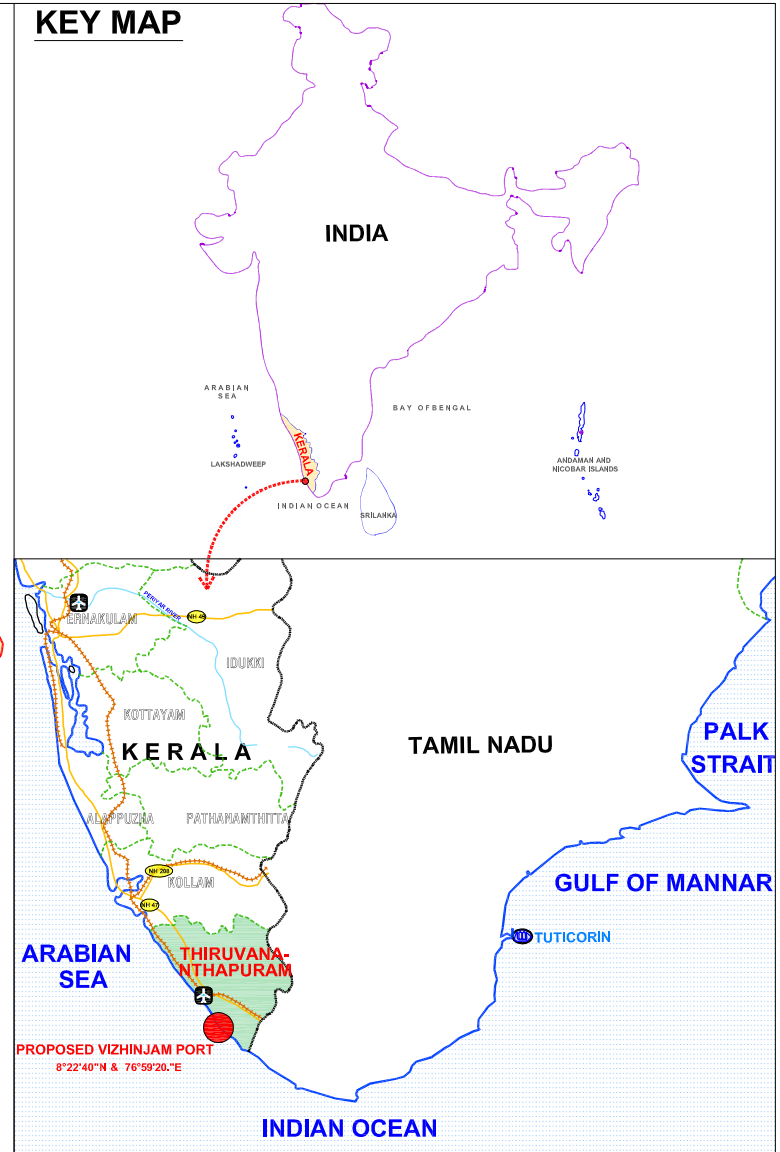 KEY MAP
INDIA
ARABIAN
SEA
BAY OFBENGAL
KERALA
LAKSHADWEEP
ANDAMAN AND
NICOBAR ISLANDS
INDIAN OCEAN
SRILANKA
ERNAKULAM
PERIYAR RIVER
NH 49
IDUKKI
KOTTAYAM
KERALA
TAMIL NADU
PALK
STRAIT
ALAPPUZHA
PATHANAMTHITTA
NH 208
KOLLAM
GULF OF MANNAR
NH 47
TUTICORIN
ARABIAN
SEA
THIRUVANA-
NTHAPURAM
PROPOSED VIZHINJAM PORT
8°22'40"N & 76°59'20."E
INDIAN OCEAN